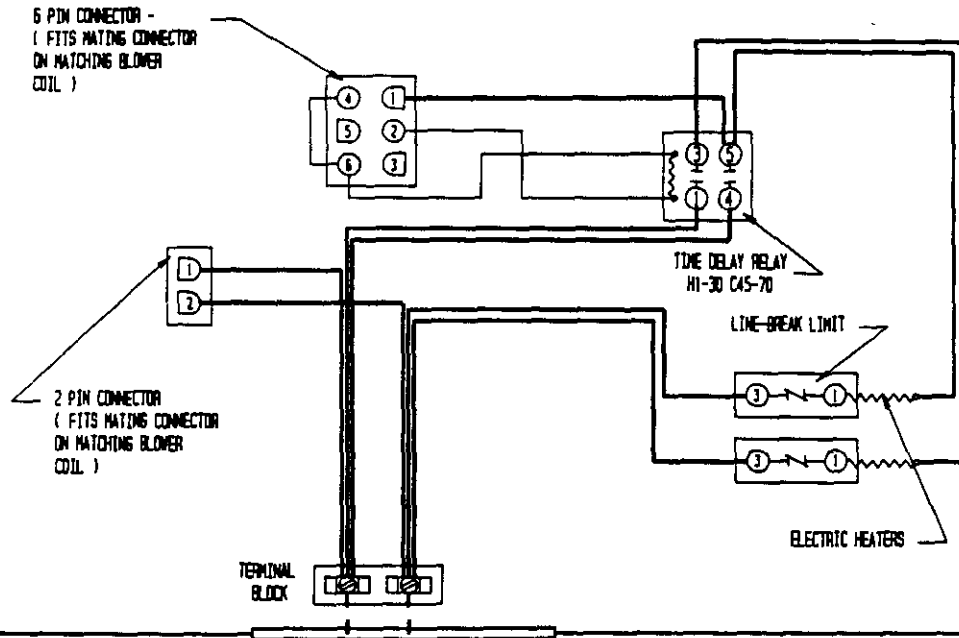 6 PIN CONNECTOR -
( FITS MATING CONNECTOR
ON MATCHING BLOWER
COIL )
4 1
5 2
6 3
3 5
1 4
TIME DELAY RELAY
H1-30 C45-70
1
2
LINE BREAK LIMIT
3 1
2 PIN CONNECTOR
( FITS MATING CONNECTOR
ON MATCHING BLOWER
COIL )
3 1
ELECTRIC HEATERS
TERMINAL
BLOCK